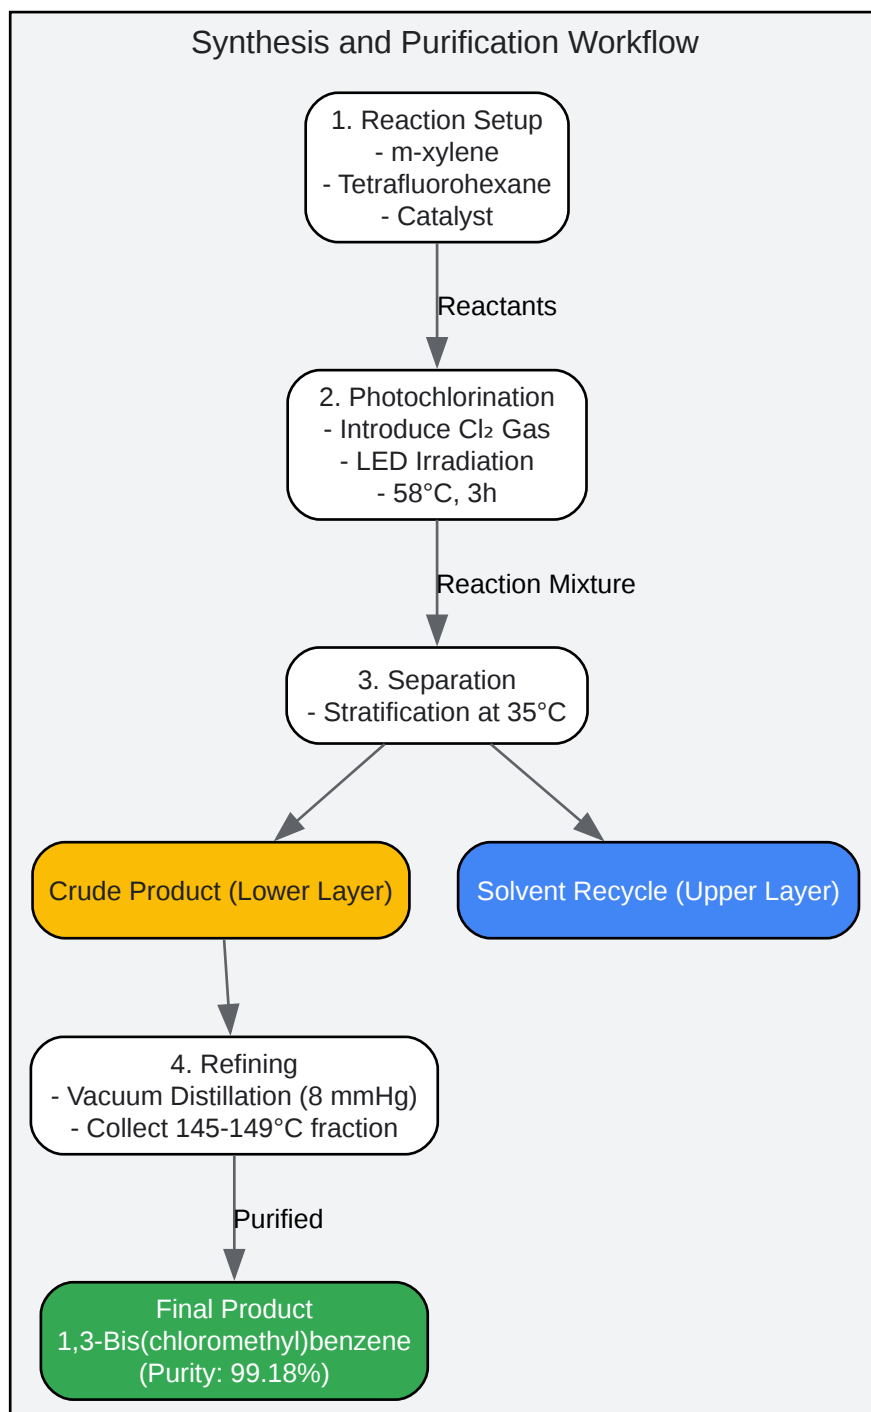 Synthesis and Purification Workflow
1. Reaction Setup
- m-xylene
- Tetrafluorohexane
- Catalyst
Reactants
2. Photochlorination
- Introduce Cl₂ Gas
- LED Irradiation
- 58°C, 3h
Reaction Mixture
3. Separation
- Stratification at 35°C
Crude Product (Lower Layer)
Solvent Recycle (Upper Layer)
4. Refining
- Vacuum Distillation (8 mmHg)
- Collect 145-149°C fraction
Purified
Final Product
1,3-Bis(chloromethyl)benzene
(Purity: 99.18%)